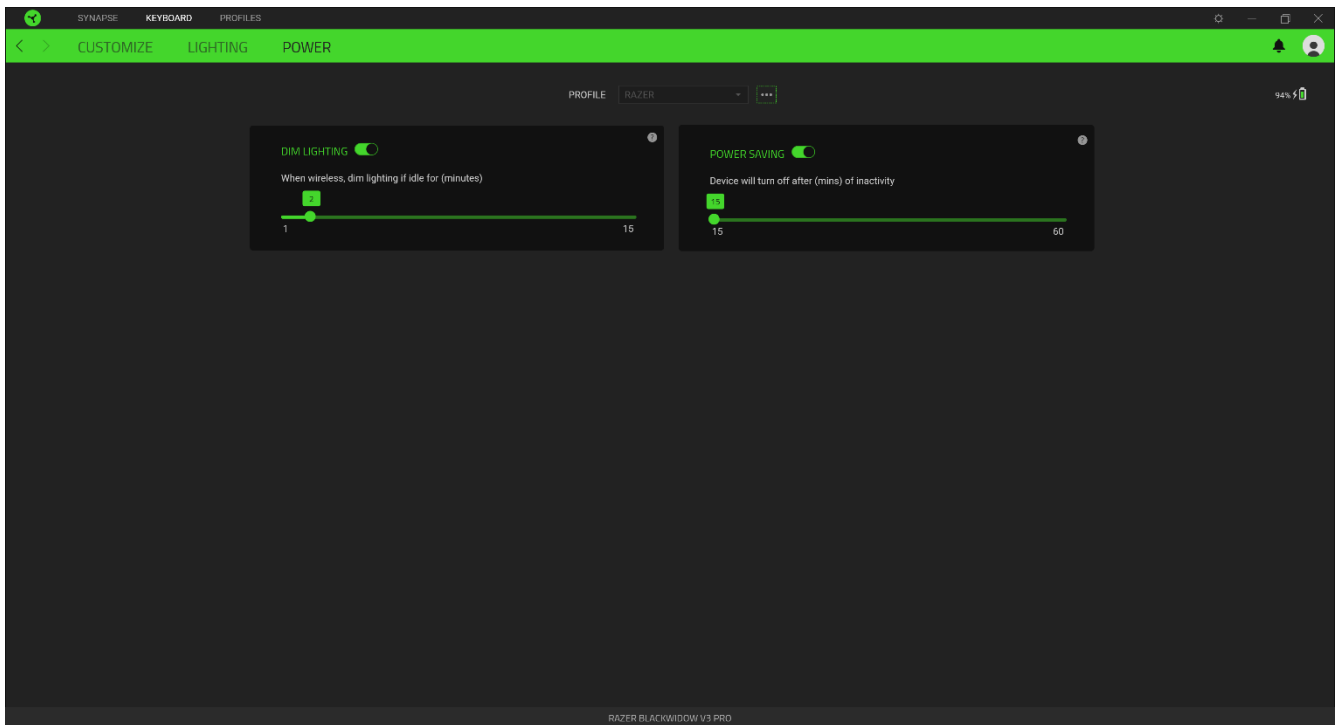 SYNAPSE KEYBOARD PROFILES
CUSTOMIZE LIGHTING POWER
PROFILE RAZER
94%
DIM LIGHTING
When wireless, dim lighting if idle for (minutes)
2
1 15
POWER SAVING
Device will turn off after (mins) of inactivity
15
15 60
RAZER BLACKWIDOW V3 PRO